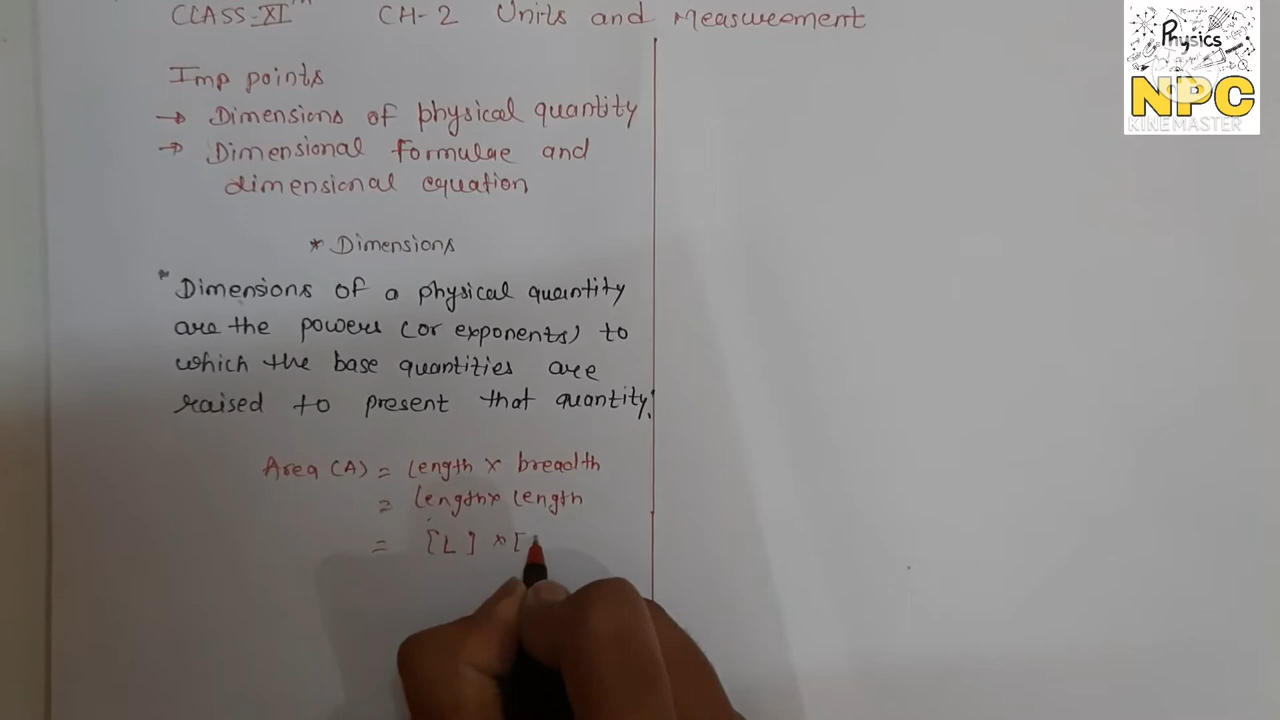 CLASS-XIth CH-2 Units and Measurement
Imp points
→ Dimensions of physical quantity
→ Dimensional formulae and
dimensional equation
* Dimensions
" Dimensions of a physical quantity
are the powers (or exponents) to
which the base quantities are
raised to present that quantity.
Area (A) = length × breadth
= length × length
= [L] × [
Physics
NPC
KINEMASTER